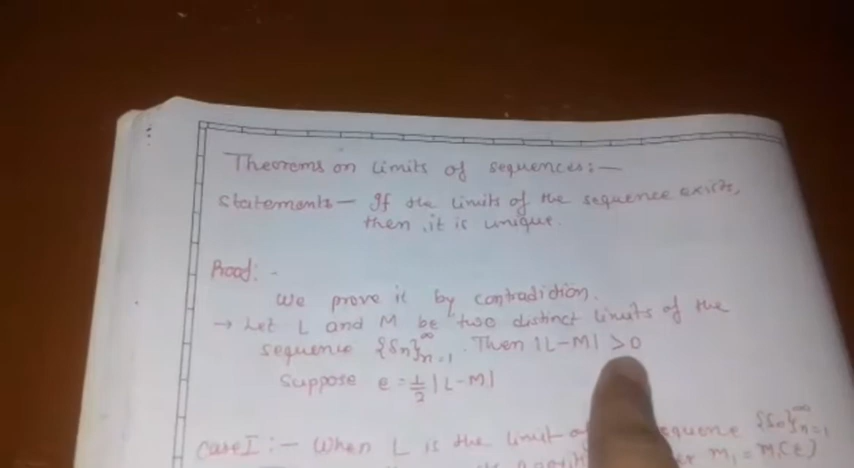 Theorems on limits of sequences:—
Statements— If the limits of the sequence exists,
then, it is unique.
Proof:-
We prove it by contradiction.
→ Let L and M be two distinct limits of the
sequence {Sn}∞n=1. Then |L-M| >0
Suppose e = 1/2 |L-M|
Case I :— When L is the limit of sequence {Sn}∞n=1
m1 = m(ε)